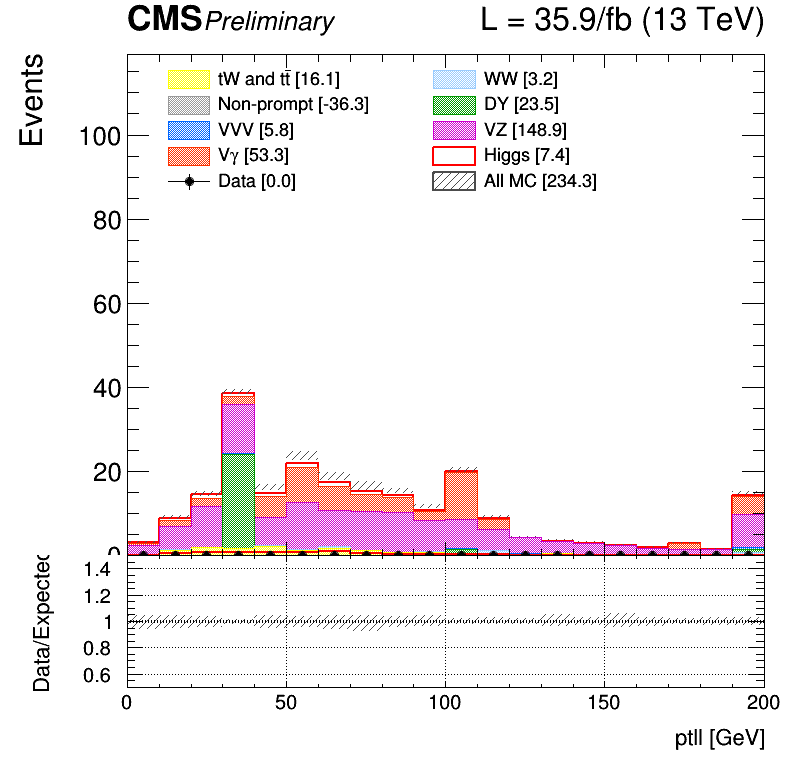 CMS Preliminary L = 35.9/fb (13 TeV)
Events
tW and tt̄ [16.1]
Non-prompt [-36.3]
VVV [5.8]
Vγ [53.3]
Data [0.0]
WW [3.2]
DY [23.5]
VZ [148.9]
Higgs [7.4]
All MC [234.3]
100
80
60
40
20
0
Data/Expected
1.4
1.2
1
0.8
0.6
0 50 100 150 200
ptll [GeV]